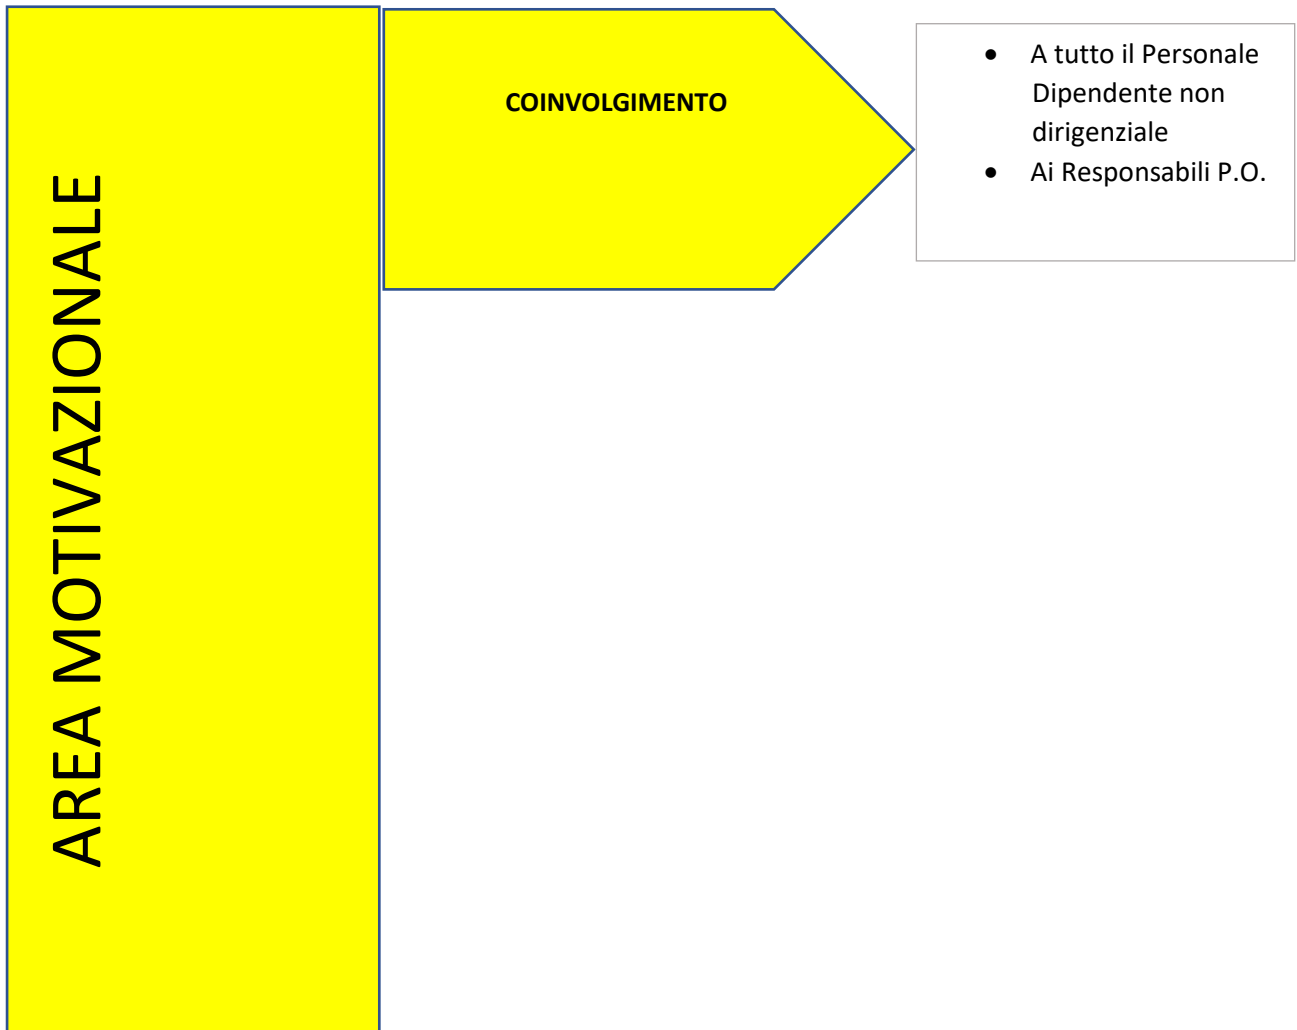 AREA MOTIVAZIONALE
COINVOLGIMENTO
• A tutto il Personale
Dipendente non
dirigenziale
• Ai Responsabili P.O.